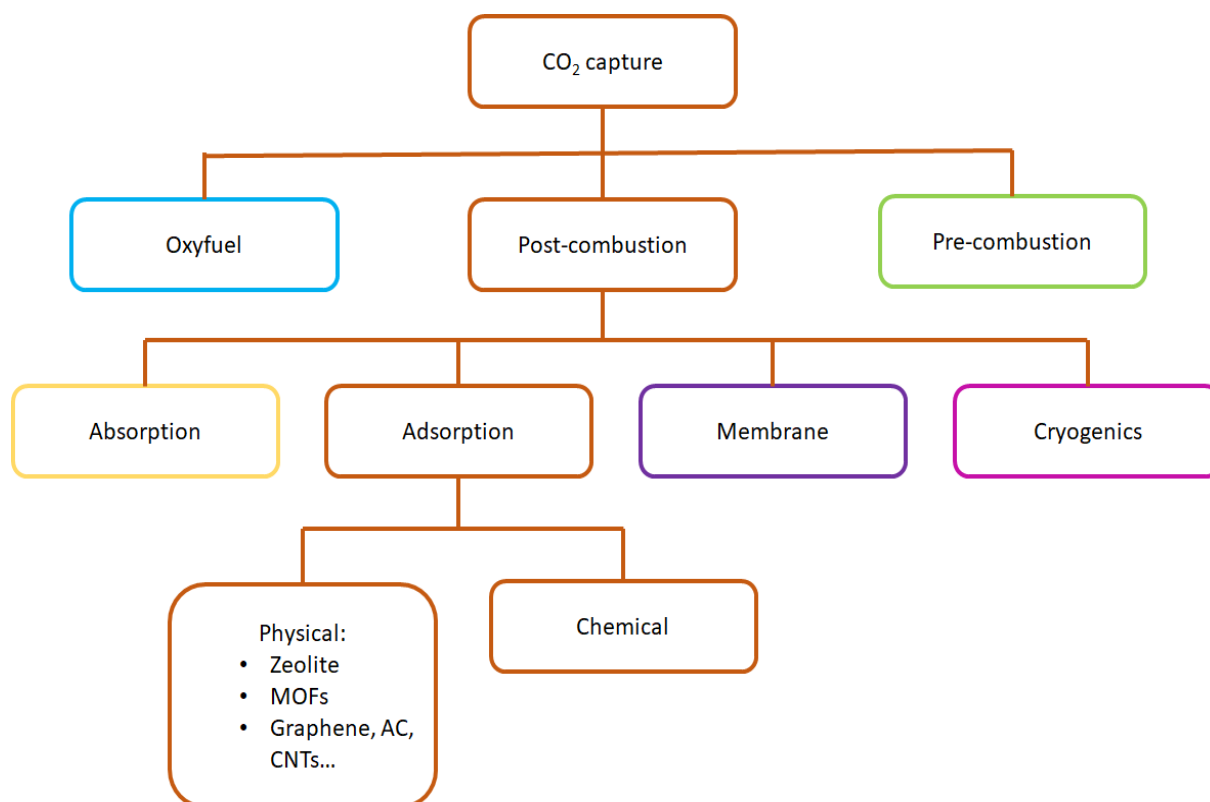 CO₂ capture
Oxyfuel
Post-combustion
Pre-combustion
Absorption
Adsorption
Membrane
Cryogenics
Physical:
• Zeolite
• MOFs
• Graphene, AC,
CNTs...
Chemical